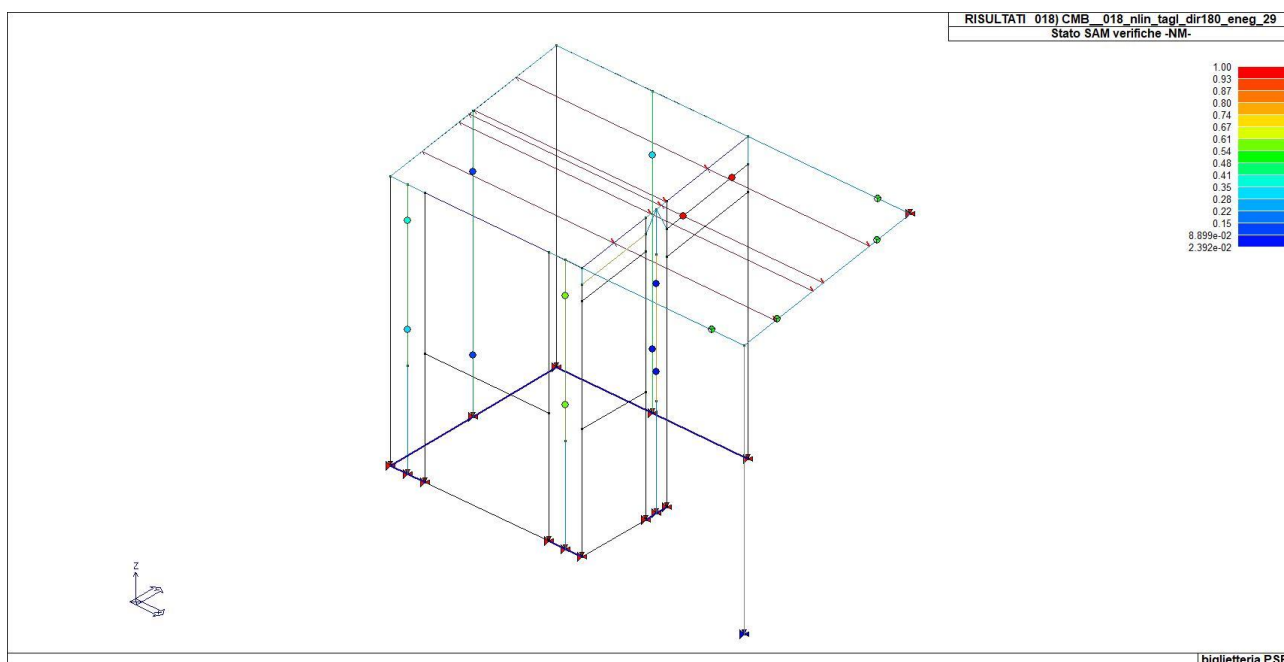 RISULTATI 018) CMB__018_nlin_tagl_dir180_eneg_29
Stato SAM verifiche -NM-
1.00
0.93
0.87
0.80
0.74
0.67
0.61
0.54
0.48
0.41
0.35
0.28
0.22
0.15
8.899e-02
2.392e-02
Z